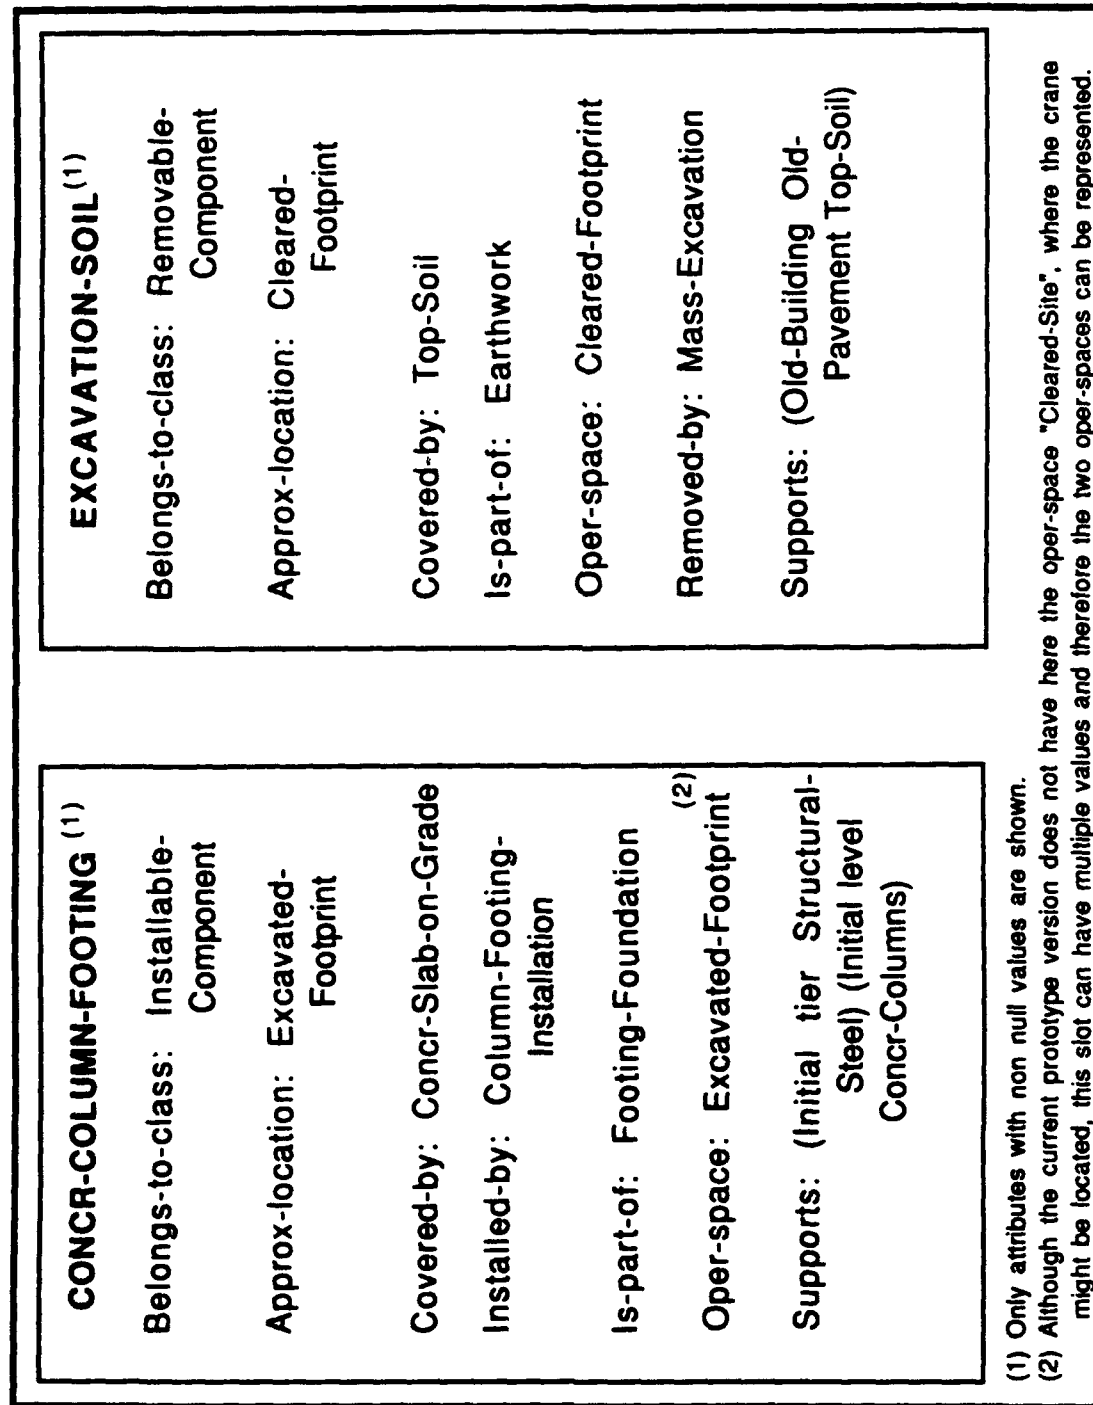 CONCR-COLUMN-FOOTING (1)
Belongs-to-class: Installable-
Component
Approx-location: Excavated-
Footprint
Covered-by: Concr-Slab-on-Grade
Installed-by: Column-Footing-
Installation
Is-part-of: Footing-Foundation
Oper-space: Excavated-Footprint (2)
Supports: (Initial tier Structural-
Steel) (Initial level
Concr-Columns)
EXCAVATION-SOIL(1)
Belongs-to-class: Removable-
Component
Approx-location: Cleared-
Footprint
Covered-by: Top-Soil
Is-part-of: Earthwork
Oper-space: Cleared-Footprint
Removed-by: Mass-Excavation
Supports: (Old-Building Old-
Pavement Top-Soil)
(1) Only attributes with non null values are shown.
(2) Although the current prototype version does not have here the oper-space "Cleared-Site", where the crane
might be located, this slot can have multiple values and therefore the two oper-spaces can be represented.